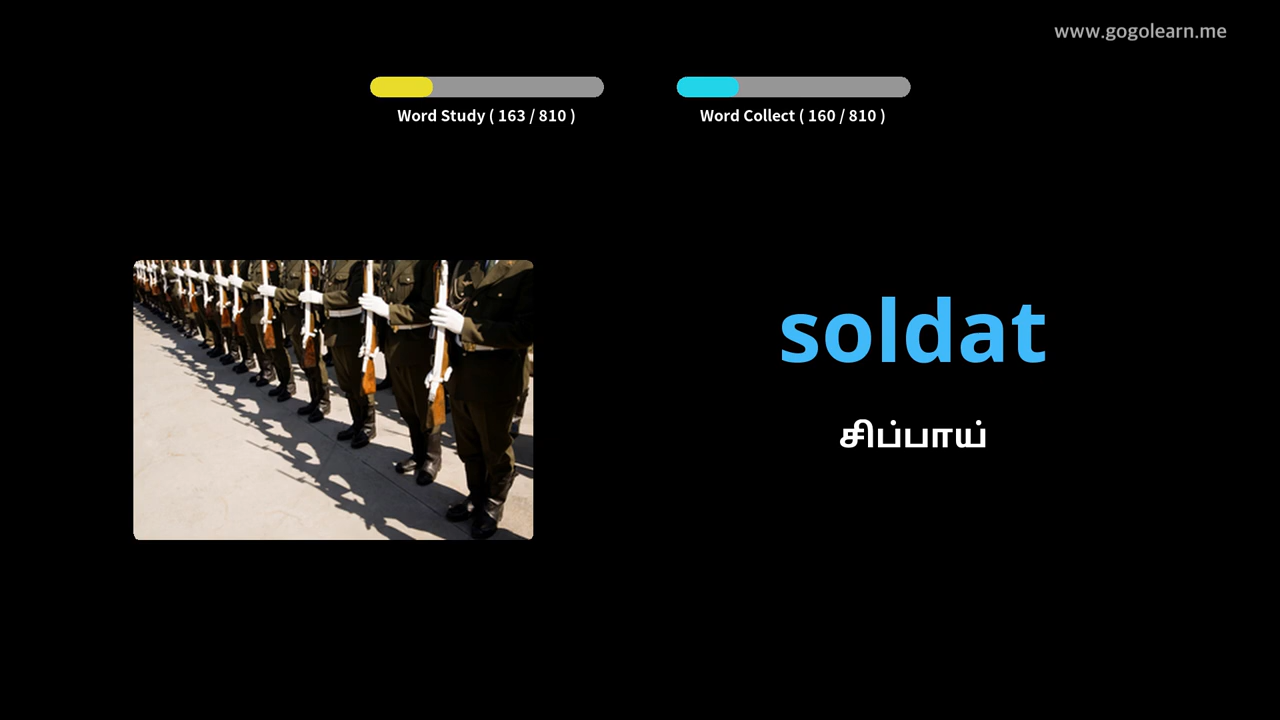 www.gogolearn.me
Word Study ( 163 / 810 )
Word Collect ( 160 / 810 )
soldat
சிப்பாய்